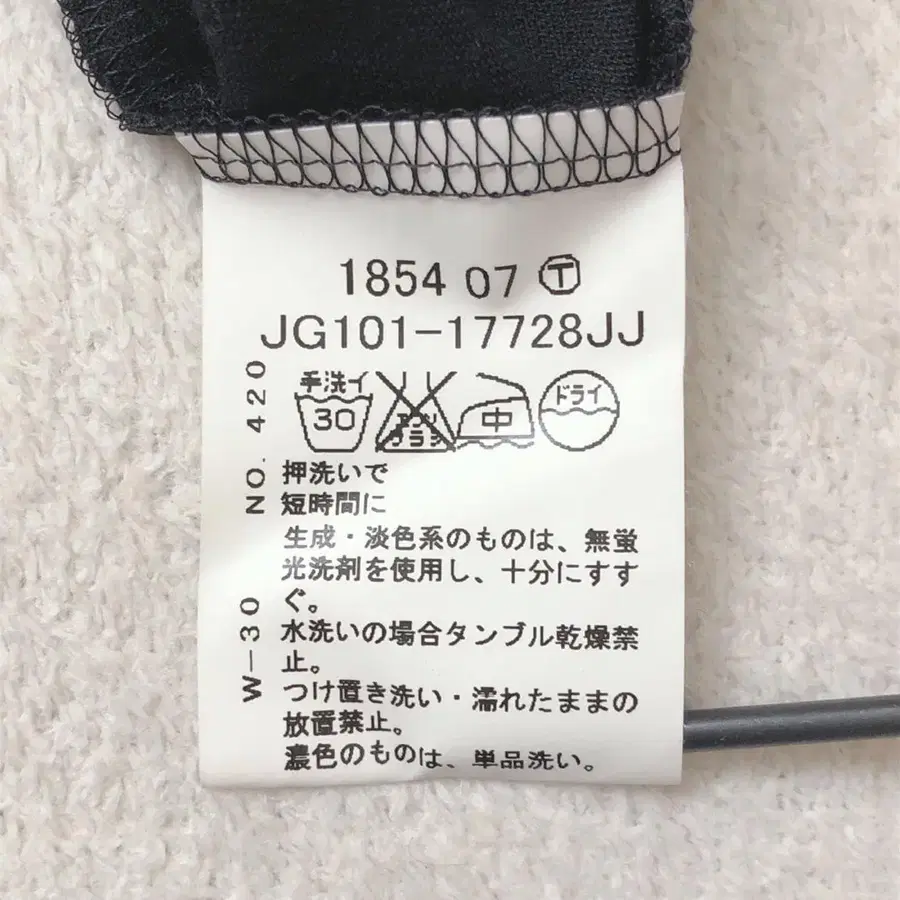 1854 07 Ⓣ
JG101-17728JJ
手洗イ
30
エンソ
中
ドライ
NO. 420
W-30
押洗いで
短時間に
生成・淡色系のものは、無蛍
光洗剤を使用し、十分にすす
ぐ。
水洗いの場合タンブル乾燥禁
止。
つけ置き洗い・濡れたままの
放置禁止。
濃色のものは、単品洗い。